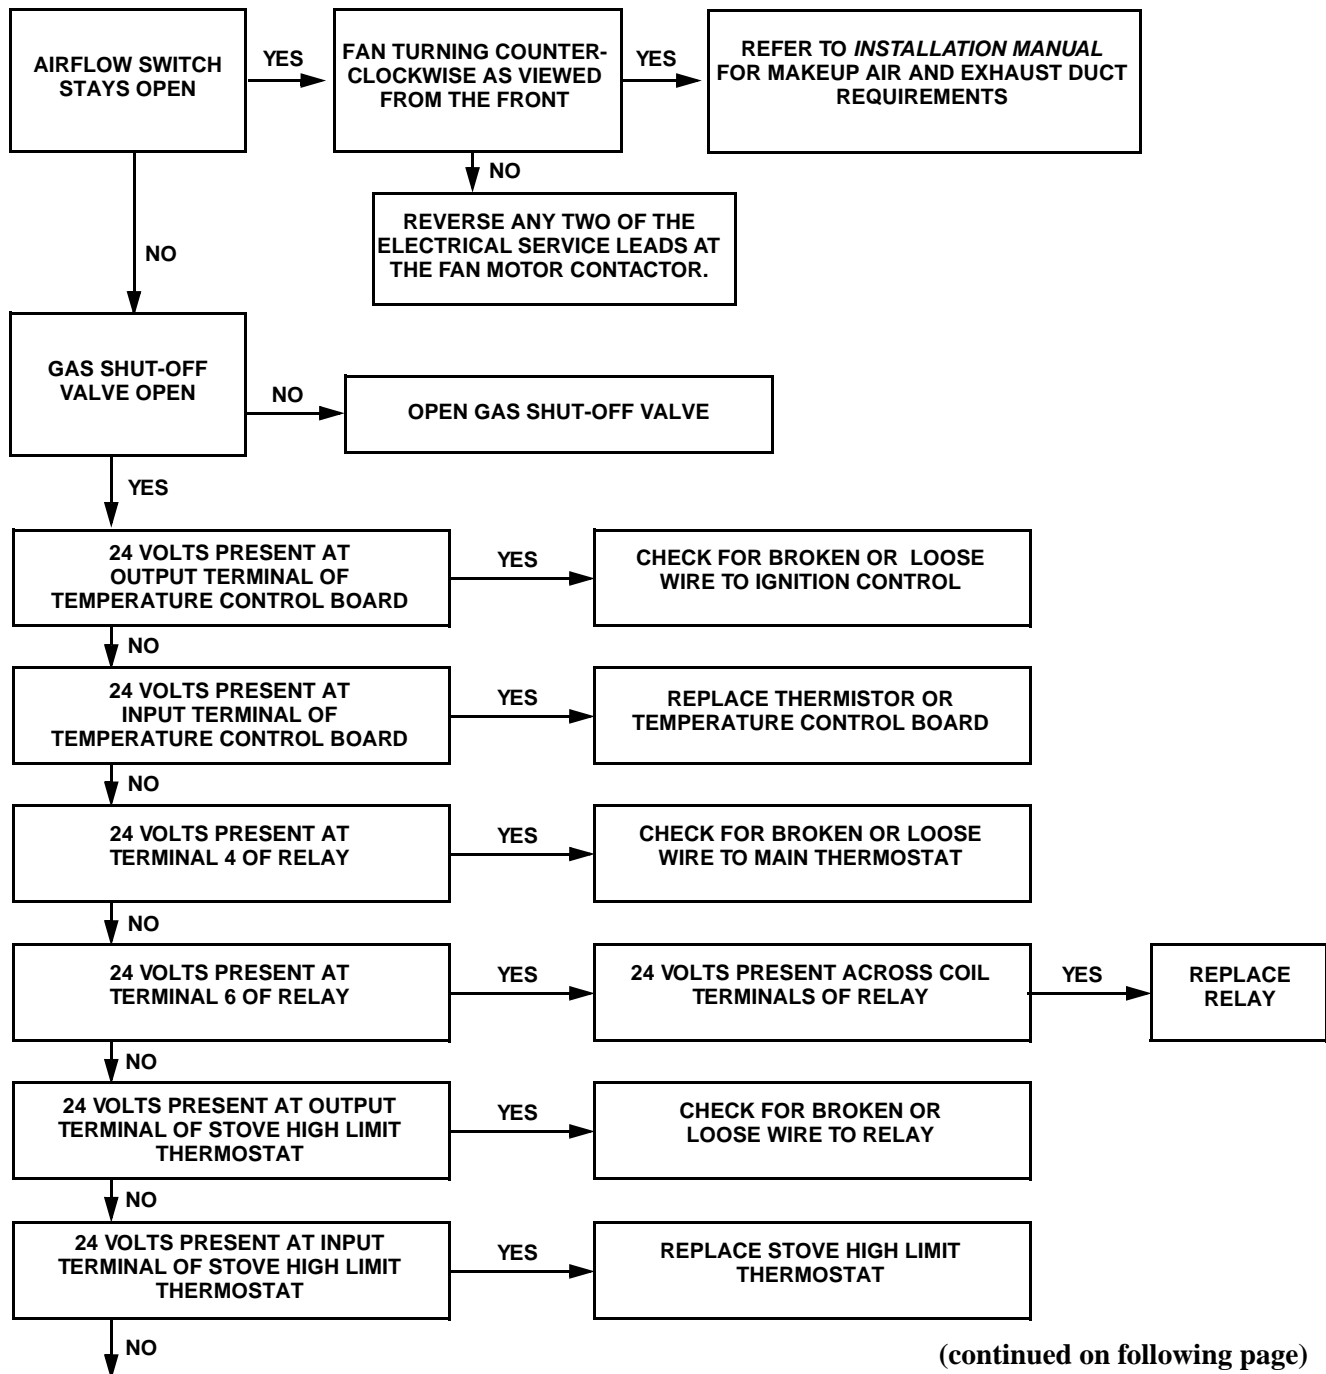 AIRFLOW SWITCH
STAYS OPEN
YES
FAN TURNING COUNTER-
CLOCKWISE AS VIEWED
FROM THE FRONT
YES
REFER TO INSTALLATION MANUAL
FOR MAKEUP AIR AND EXHAUST DUCT
REQUIREMENTS
NO
REVERSE ANY TWO OF THE
ELECTRICAL SERVICE LEADS AT
THE FAN MOTOR CONTACTOR.
NO
GAS SHUT-OFF
VALVE OPEN
NO
OPEN GAS SHUT-OFF VALVE
YES
24 VOLTS PRESENT AT
OUTPUT TERMINAL OF
TEMPERATURE CONTROL BOARD
YES
CHECK FOR BROKEN OR LOOSE
WIRE TO IGNITION CONTROL
NO
24 VOLTS PRESENT AT
INPUT TERMINAL OF
TEMPERATURE CONTROL BOARD
YES
REPLACE THERMISTOR OR
TEMPERATURE CONTROL BOARD
NO
24 VOLTS PRESENT AT
TERMINAL 4 OF RELAY
YES
CHECK FOR BROKEN OR LOOSE
WIRE TO MAIN THERMOSTAT
NO
24 VOLTS PRESENT AT
TERMINAL 6 OF RELAY
YES
24 VOLTS PRESENT ACROSS COIL
TERMINALS OF RELAY
YES
REPLACE
RELAY
NO
24 VOLTS PRESENT AT OUTPUT
TERMINAL OF STOVE HIGH LIMIT
THERMOSTAT
YES
CHECK FOR BROKEN OR
LOOSE WIRE TO RELAY
NO
24 VOLTS PRESENT AT INPUT
TERMINAL OF STOVE HIGH LIMIT
THERMOSTAT
YES
REPLACE STOVE HIGH LIMIT
THERMOSTAT
NO
(continued on following page)